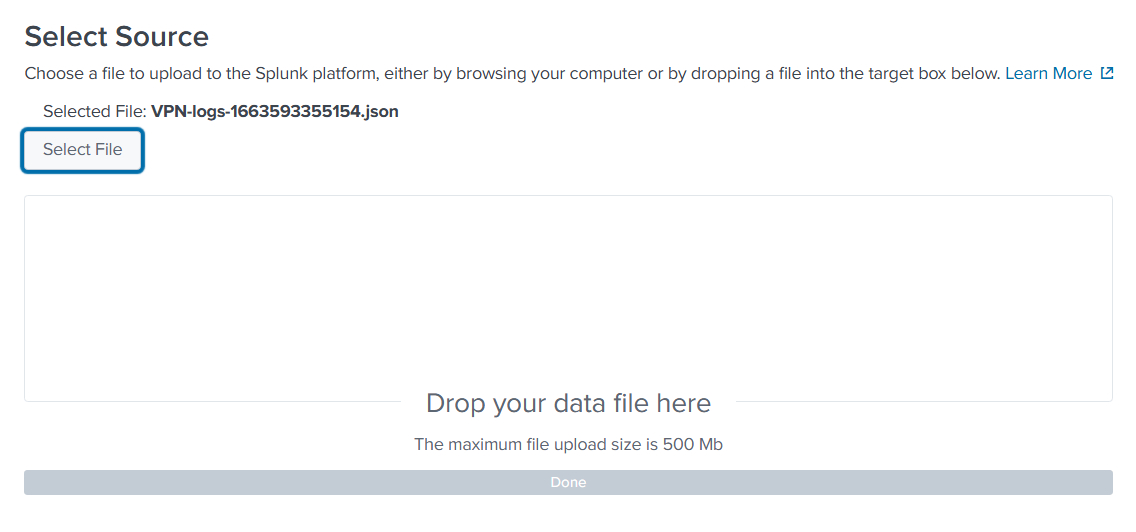 Select Source
Choose a file to upload to the Splunk platform, either by browsing your computer or by dropping a file into the target box below. Learn More
Selected File: VPN-logs-1663593355154.json
Select File
Drop your data file here
The maximum file upload size is 500 Mb
Done